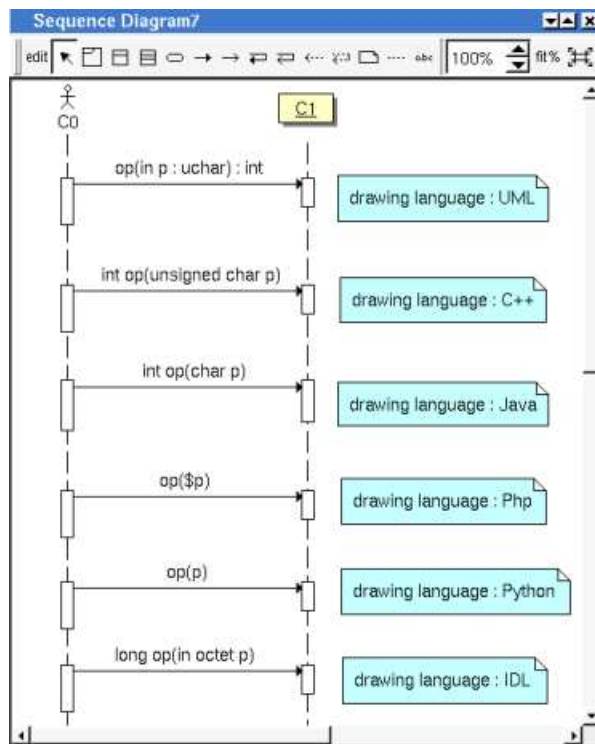 Sequence Diagram7
edit abc 100% fit%
C0
C1
op(in p : uchar) : int
drawing language : UML
int op(unsigned char p)
drawing language : C++
int op(char p)
drawing language : Java
op($p)
drawing language : Php
op(p)
drawing language : Python
long op(in octet p)
drawing language : IDL